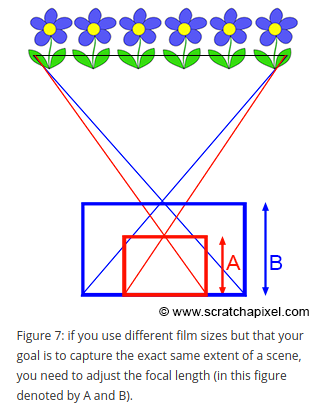 A
B
© www.scratchapixel.com
Figure 7: if you use different film sizes but that your
goal is to capture the exact same extent of a scene,
you need to adjust the focal length (in this figure
denoted by A and B).